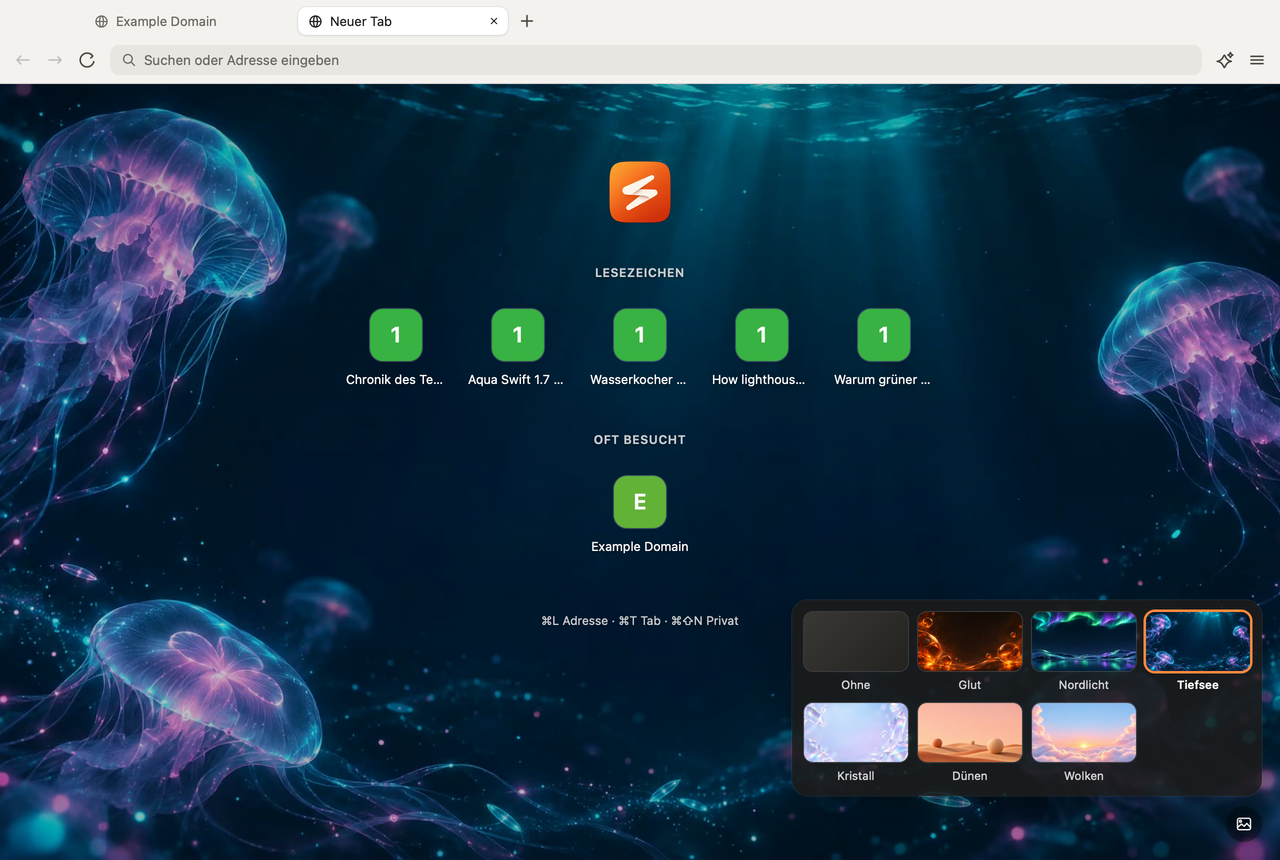 Example Domain
Neuer Tab
Suchen oder Adresse eingeben
LESEZEICHEN
1 1 1 1 1
Chronik des Te... Aqua Swift 1.7 ... Wasserkocher ... How lighthous... Warum grüner ...
OFT BESUCHT
E
Example Domain
⌘L Adresse · ⌘T Tab · ⌘⇧N Privat
Ohne Glut Nordlicht Tiefsee
Kristall Dünen Wolken